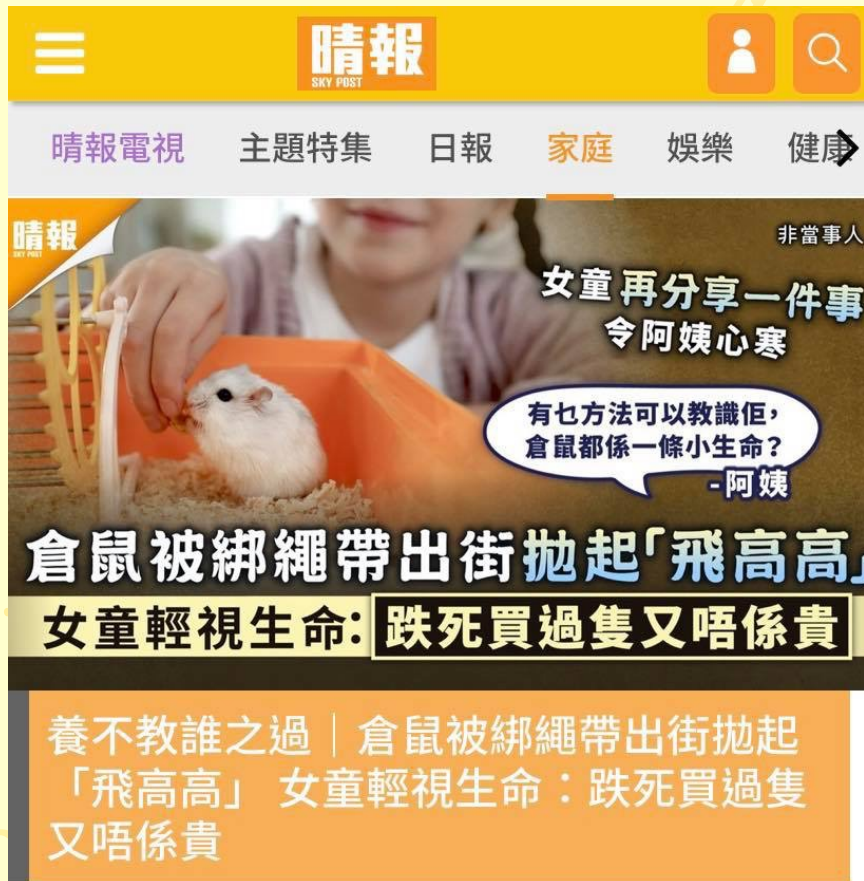 晴報
SKY POST
晴報電視 主題特集 日報 家庭 娛樂 健康
晴報
SKY POST
非當事人
女童再分享一件事
令阿姨心寒
有乜方法可以教識佢，
倉鼠都係一條小生命？
-阿姨
倉鼠被綁繩帶出街拋起「飛高高」
女童輕視生命：跌死買過隻又唔係貴
養不教誰之過｜倉鼠被綁繩帶出街拋起
「飛高高」 女童輕視生命：跌死買過隻
又唔係貴